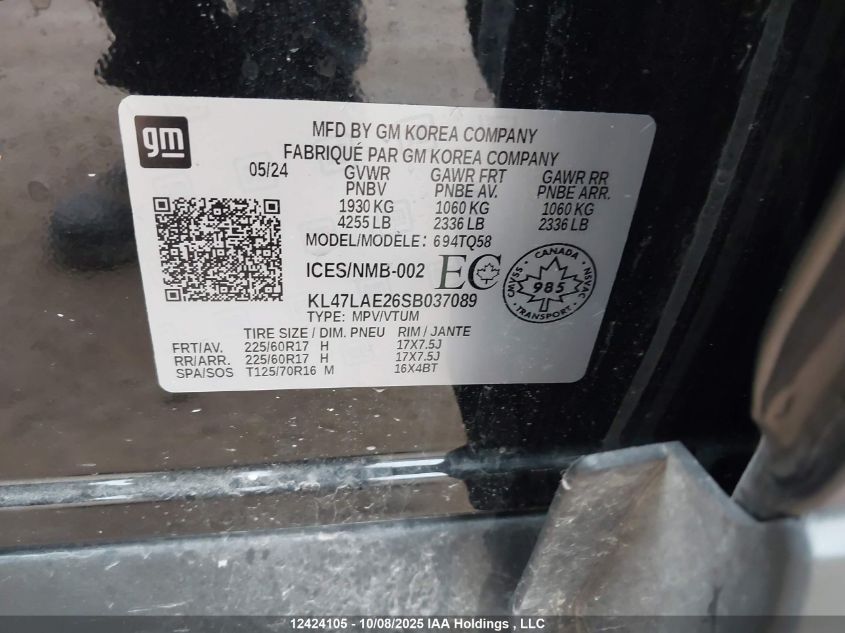 gm
MFD BY GM KOREA COMPANY
FABRIQUÉ PAR GM KOREA COMPANY
05/24 GVWR GAWR FRT GAWR RR
PNBV PNBE AV. PNBE ARR.
1930 KG 1060 KG 1060 KG
4255 LB 2336 LB 2336 LB
MODEL/MODÈLE: 694TQ58
ICES/NMB-002 EC
CANADA
CMVSS 985 NSVAC
TRANSPORT
KL47LAE26SB037089
TYPE: MPV/VTUM
TIRE SIZE / DIM. PNEU RIM / JANTE
FRT/AV. 225/60R17 H 17X7.5J
RR/ARR. 225/60R17 H 17X7.5J
SPA/SOS T125/70R16 M 16X4BT
12424105 - 10/08/2025 IAA Holdings , LLC